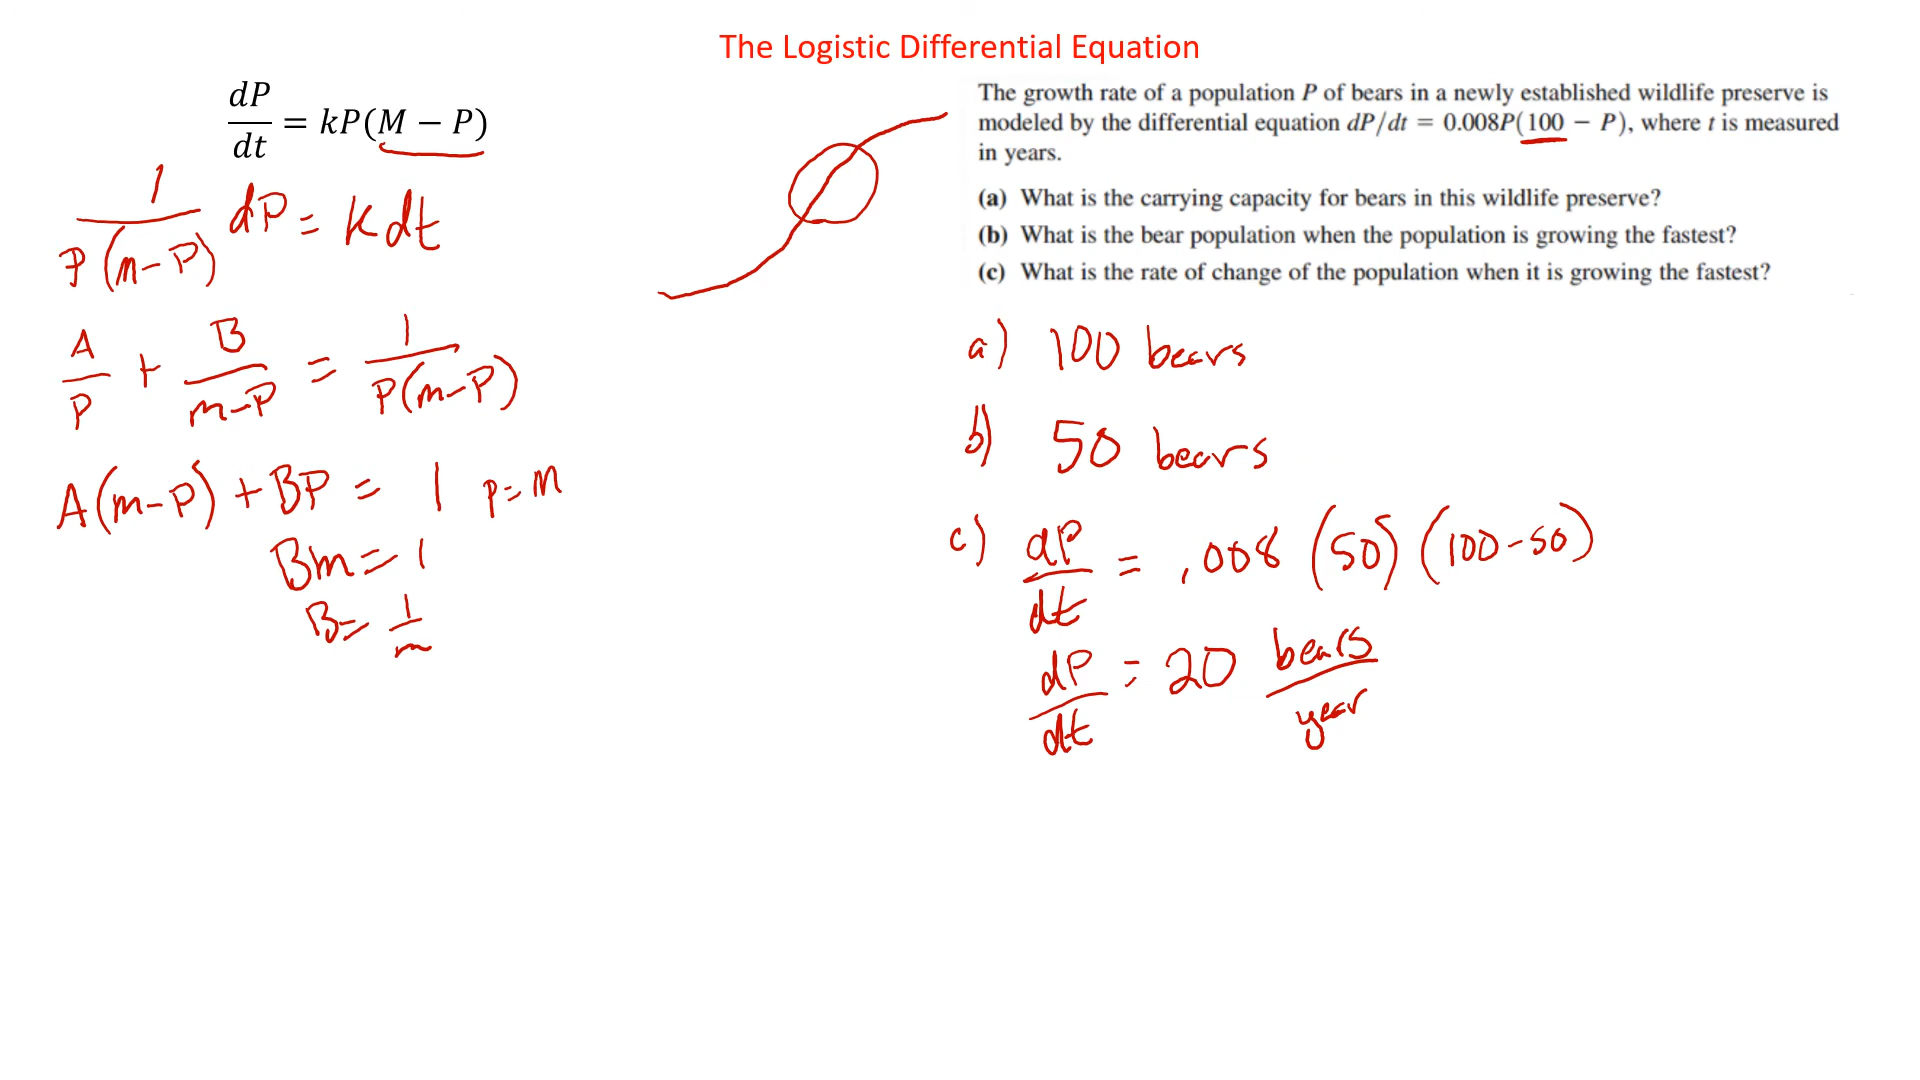 The Logistic Differential Equation
dP/dt = kP(M − P)
1/P(m-P) dP = k dt
A/P + B/m-P = 1/P(m-P)
A(m-P) + BP = 1 P=M
Bm = 1
B = 1/m
The growth rate of a population P of bears in a newly established wildlife preserve is
modeled by the differential equation dP/dt = 0.008P(100 − P), where t is measured
in years.
(a) What is the carrying capacity for bears in this wildlife preserve?
(b) What is the bear population when the population is growing the fastest?
(c) What is the rate of change of the population when it is growing the fastest?
a) 100 bears
b) 50 bears
c) dP/dt = .008 (50) (100-50)
dP/dt = 20 bears/year